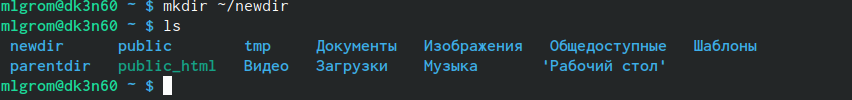 mlgrom@dk3n60 ~ $ mkdir ~/newdir
mlgrom@dk3n60 ~ $ ls
newdir public tmp Документы Изображения Общедоступные Шаблоны
parentdir public_html Видео Загрузки Музыка 'Рабочий стол'
mlgrom@dk3n60 ~ $